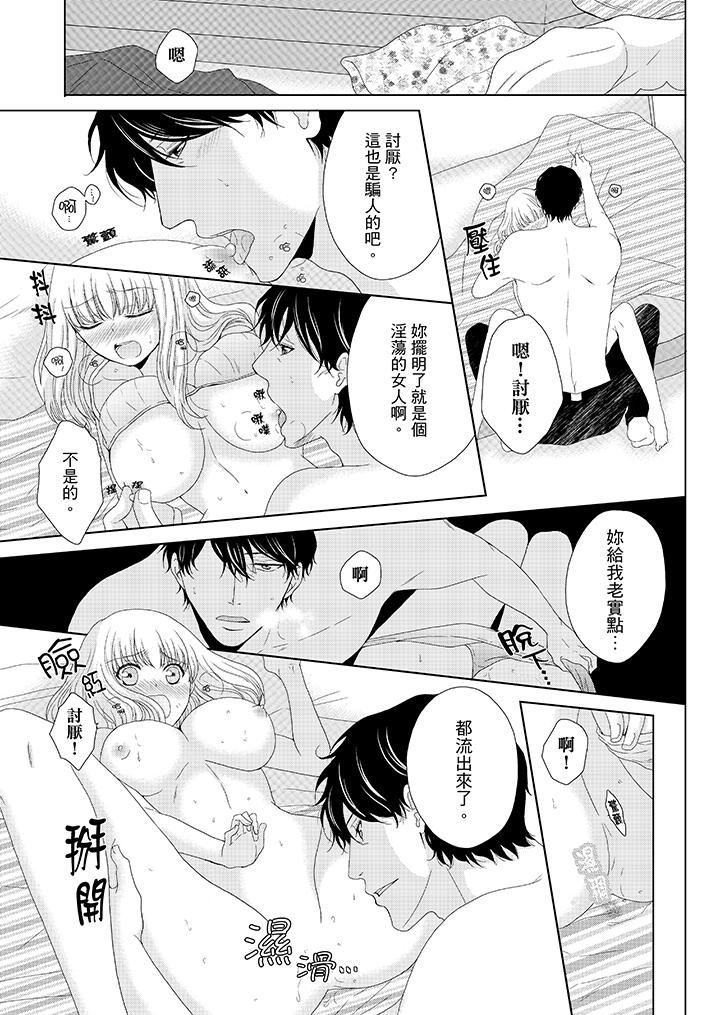 嗯
壓住
嗯！討厭…
討厭？
這也是騙人的吧。
啊…
抖抖
妳擺明了就是個
淫蕩的女人啊。
不是的。
妳給我老實點…
脫下…
啊
臉紅
討厭！
啊！
都流出來了。
掰開
濕滑…